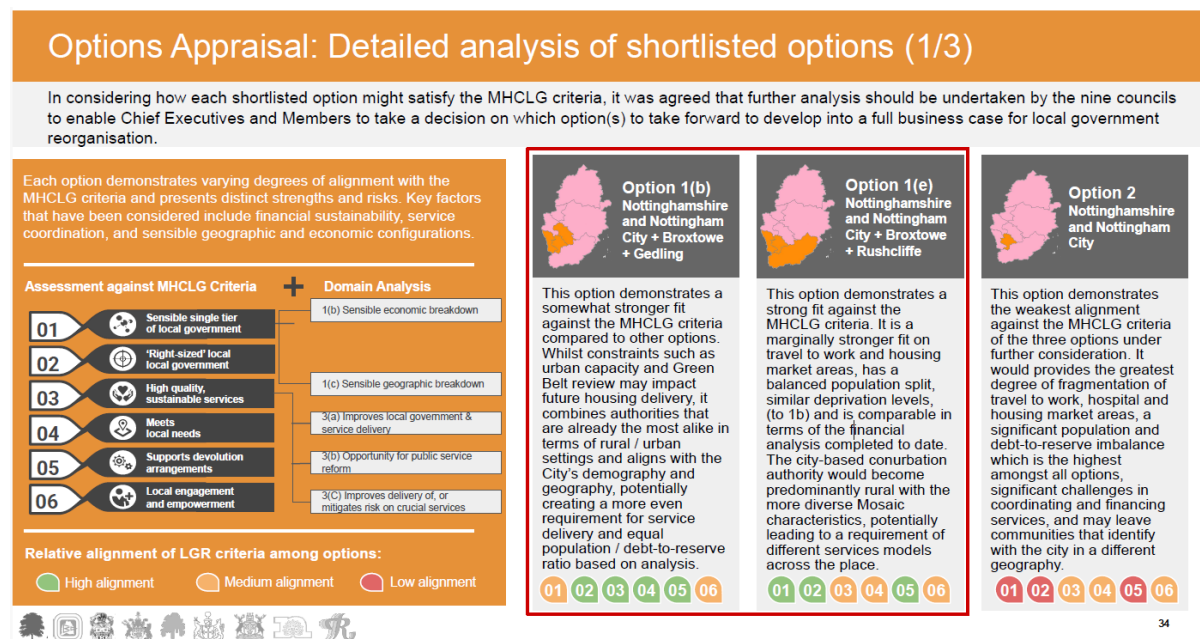 Options Appraisal: Detailed analysis of shortlisted options (1/3)
In considering how each shortlisted option might satisfy the MHCLG criteria, it was agreed that further analysis should be undertaken by the nine councils
to enable Chief Executives and Members to take a decision on which option(s) to take forward to develop into a full business case for local government
reorganisation.
Each option demonstrates varying degrees of alignment with the
MHCLG criteria and presents distinct strengths and risks. Key factors
that have been considered include financial sustainability, service
coordination, and sensible geographic and economic configurations.
Assessment against MHCLG Criteria + Domain Analysis
01 Sensible single tier
of local government
02 'Right-sized' local
local government
03 High quality,
sustainable services
04 Meets
local needs
05 Supports devolution
arrangements
06 Local engagement
and empowerment
1(b) Sensible economic breakdown
1(c) Sensible geographic breakdown
3(a) Improves local government &
service delivery
3(b) Opportunity for public service
reform
3(C) Improves delivery of, or
mitigates risk on crucial services
Relative alignment of LGR criteria among options:
High alignment Medium alignment Low alignment
Option 1(b)
Nottinghamshire
and Nottingham
City + Broxtowe
+ Gedling
This option demonstrates a
somewhat stronger fit
against the MHCLG criteria
compared to other options.
Whilst constraints such as
urban capacity and Green
Belt review may impact
future housing delivery, it
combines authorities that
are already the most alike in
terms of rural / urban
settings and aligns with the
City's demography and
geography, potentially
creating a more even
requirement for service
delivery and equal
population / debt-to-reserve
ratio based on analysis.
01 02 03 04 05 06
Option 1(e)
Nottinghamshire
and Nottingham
City + Broxtowe
+ Rushcliffe
This option demonstrates a
strong fit against the
MHCLG criteria. It is a
marginally stronger fit on
travel to work and housing
market areas, has a
balanced population split,
similar deprivation levels,
(to 1b) and is comparable in
terms of the financial
analysis completed to date.
The city-based conurbation
authority would become
predominantly rural with the
more diverse Mosaic
characteristics, potentially
leading to a requirement of
different services models
across the place.
01 02 03 04 05 06
Option 2
Nottinghamshire
and Nottingham
City
This option demonstrates
the weakest alignment
against the MHCLG criteria
of the three options under
further consideration. It
would provides the greatest
degree of fragmentation of
travel to work, hospital and
housing market areas, a
significant population and
debt-to-reserve imbalance
which is the highest
amongst all options,
significant challenges in
coordinating and financing
services, and may leave
communities that identify
with the city in a different
geography.
01 02 03 04 05 06
34